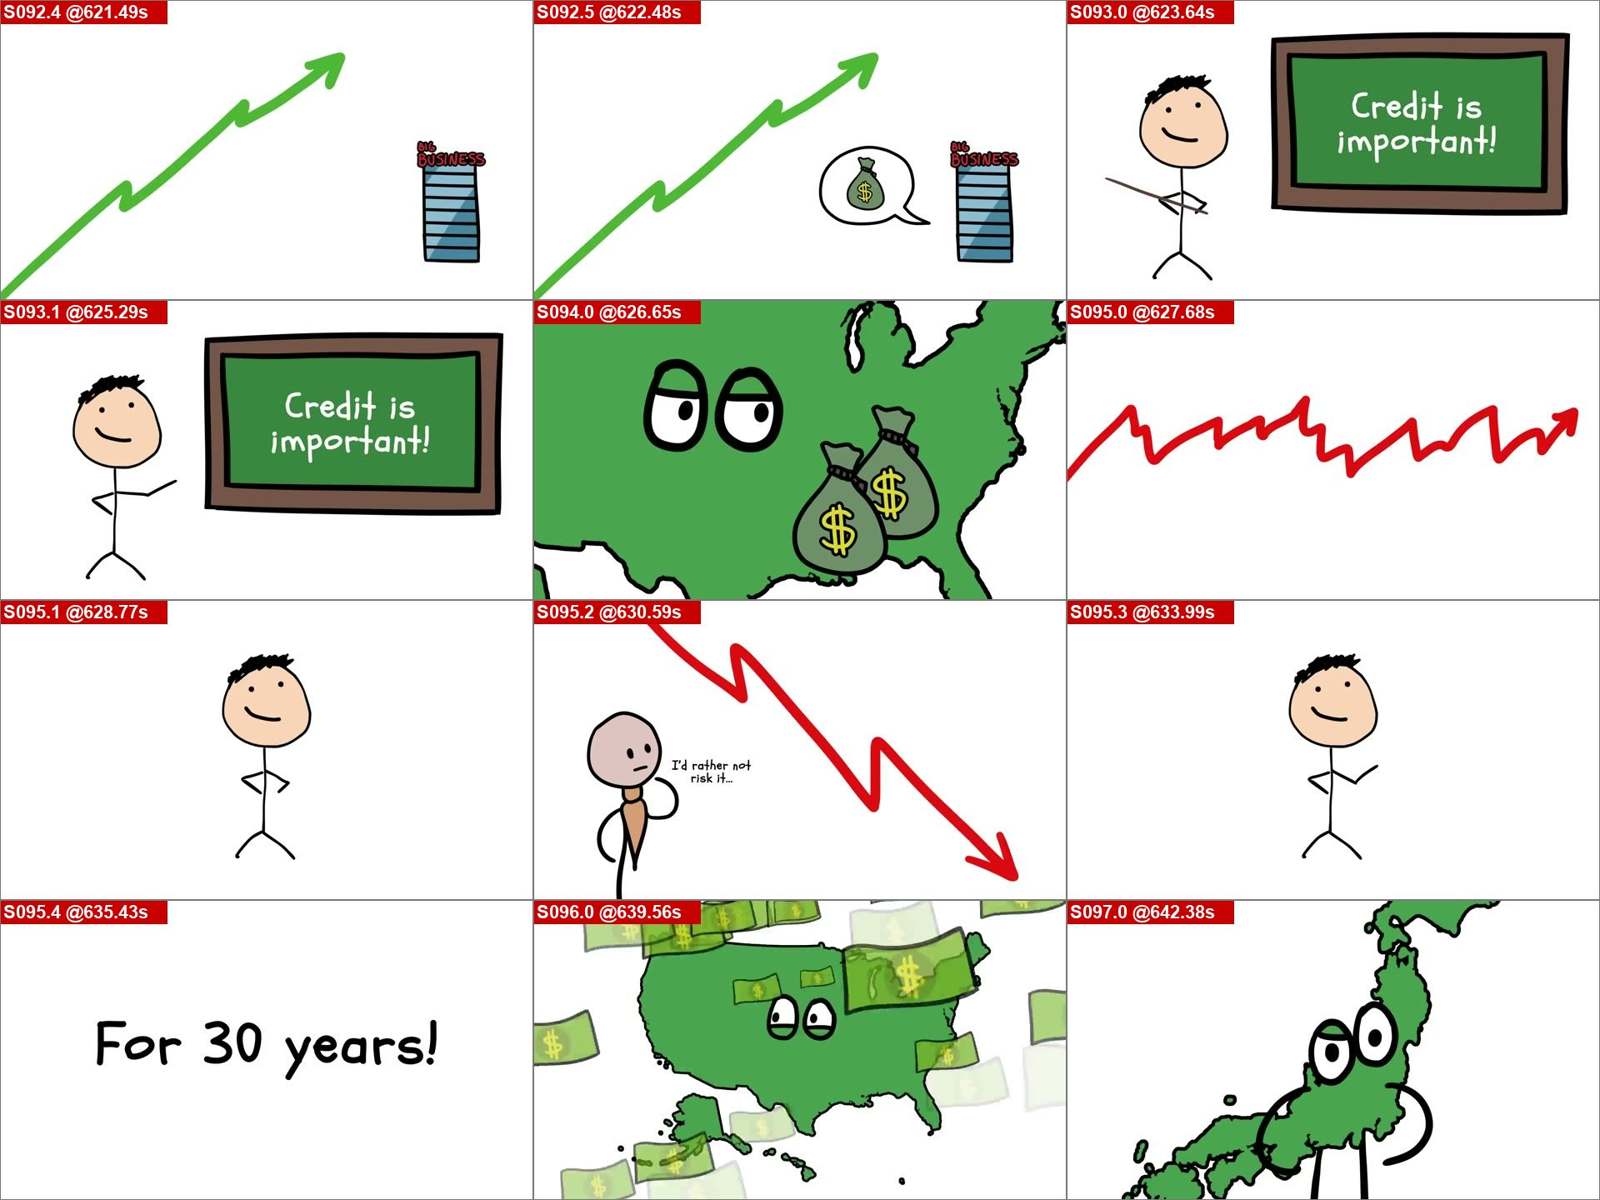 S092.4 @621.49s
BIG
BUSINESS
S092.5 @622.48s
$
BIG
BUSINESS
S093.0 @623.64s
Credit is
important!
S093.1 @625.29s
Credit is
important!
S094.0 @626.65s
$
$
S095.0 @627.68s
S095.1 @628.77s
S095.2 @630.59s
I'd rather not
risk it...
S095.3 @633.99s
S095.4 @635.43s
For 30 years!
S096.0 @639.56s
S097.0 @642.38s